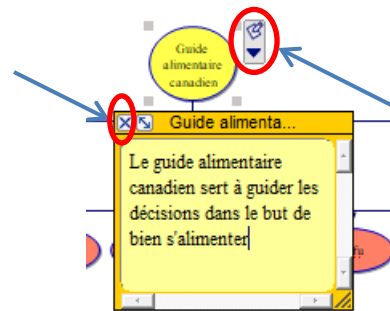 Guide
alimentaire
canadien
Guide alimenta...
Le guide alimentaire
canadien sert à guider les
décisions dans le but de
bien s'alimenter